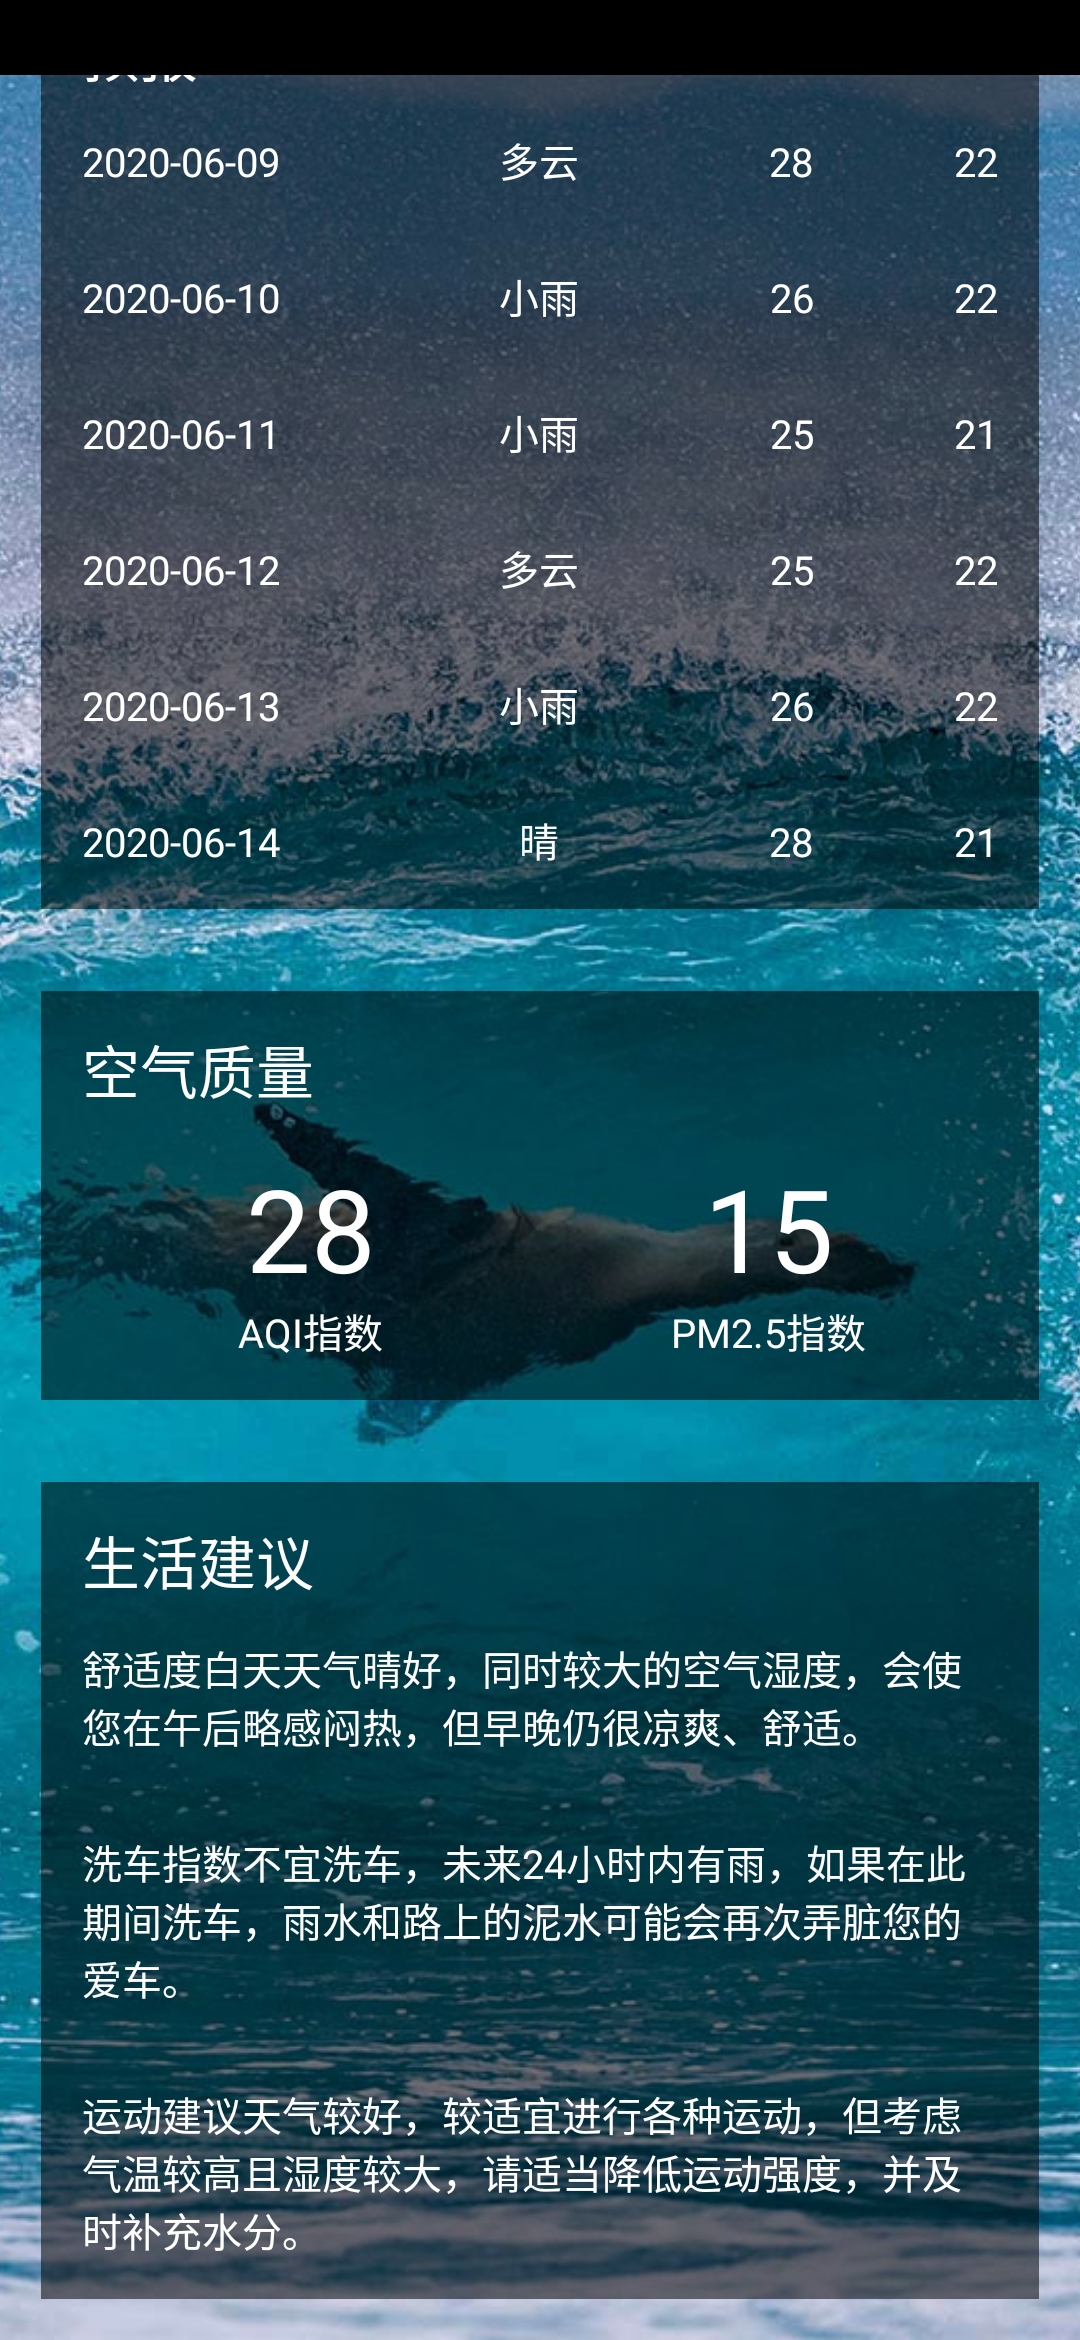 2020-06-09 多云 28 22
2020-06-10 小雨 26 22
2020-06-11 小雨 25 21
2020-06-12 多云 25 22
2020-06-13 小雨 26 22
2020-06-14 晴 28 21
空气质量
28 15
AQI指数 PM2.5指数
生活建议
舒适度白天天气晴好，同时较大的空气湿度，会使
您在午后略感闷热，但早晚仍很凉爽、舒适。
洗车指数不宜洗车，未来24小时内有雨，如果在此
期间洗车，雨水和路上的泥水可能会再次弄脏您的
爱车。
运动建议天气较好，较适宜进行各种运动，但考虑
气温较高且湿度较大，请适当降低运动强度，并及
时补充水分。